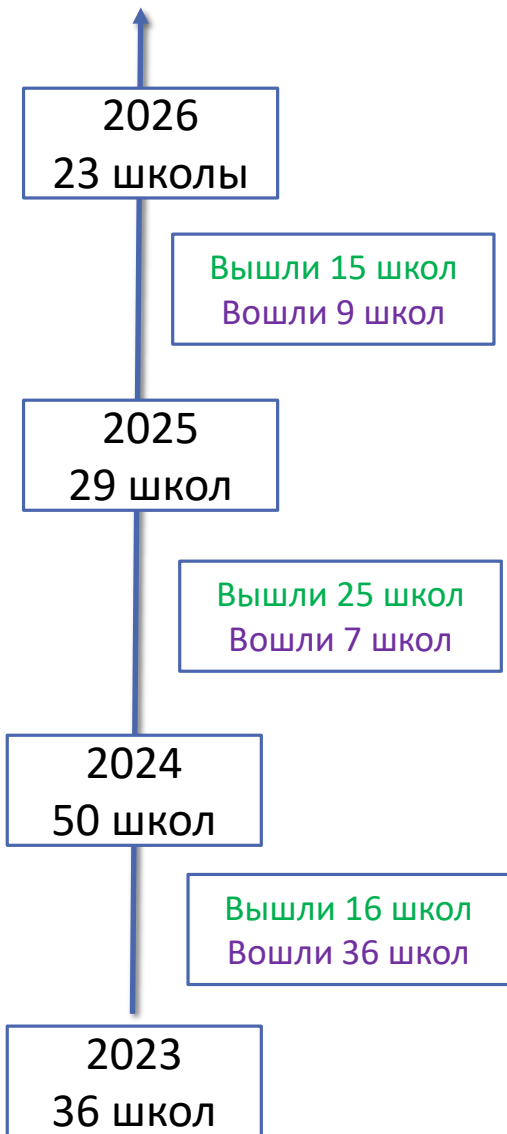 2026
23 школы
Вышли 15 школ
Вошли 9 школ
2025
29 школ
Вышли 25 школ
Вошли 7 школ
2024
50 школ
Вышли 16 школ
Вошли 36 школ
2023
36 школ